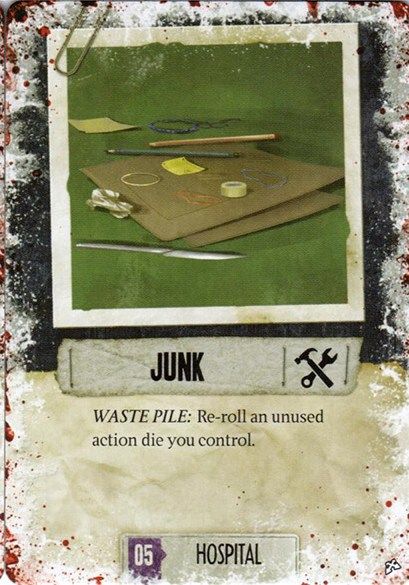 JUNK
WASTE PILE: Re-roll an unused
action die you control.
05 HOSPITAL